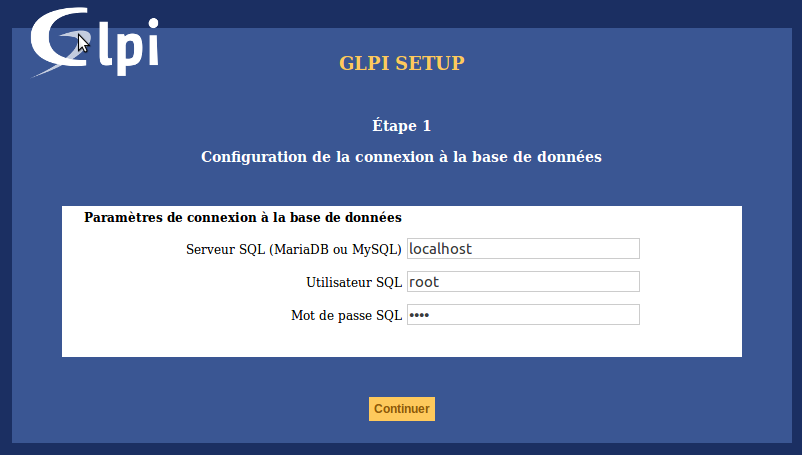 Glpi
GLPI SETUP
Étape 1
Configuration de la connexion à la base de données
Paramètres de connexion à la base de données
Serveur SQL (MariaDB ou MySQL) localhost
Utilisateur SQL root
Mot de passe SQL ••••
Continuer